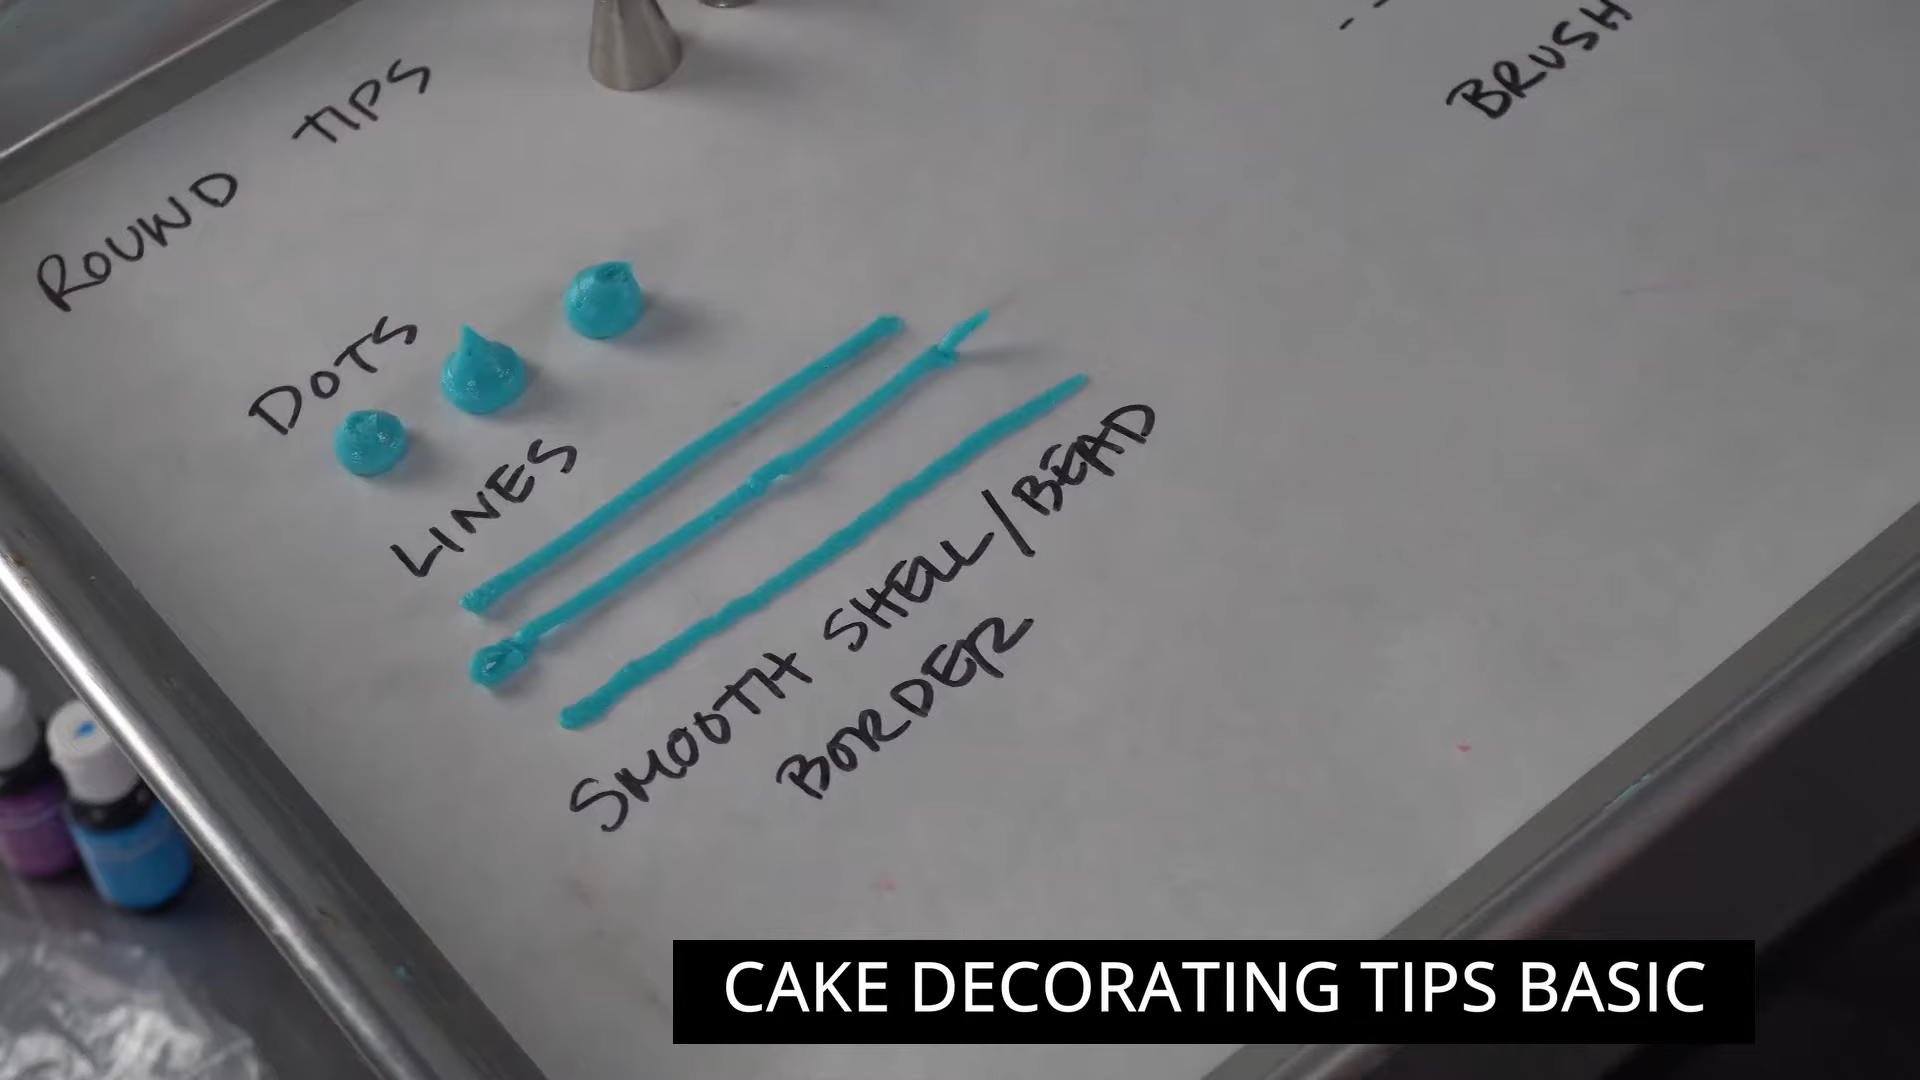 ROUND TIPS
BRUSH
DOTS
LINES
SMOOTH SHELL/BEAD
BORDER
CAKE DECORATING TIPS BASIC